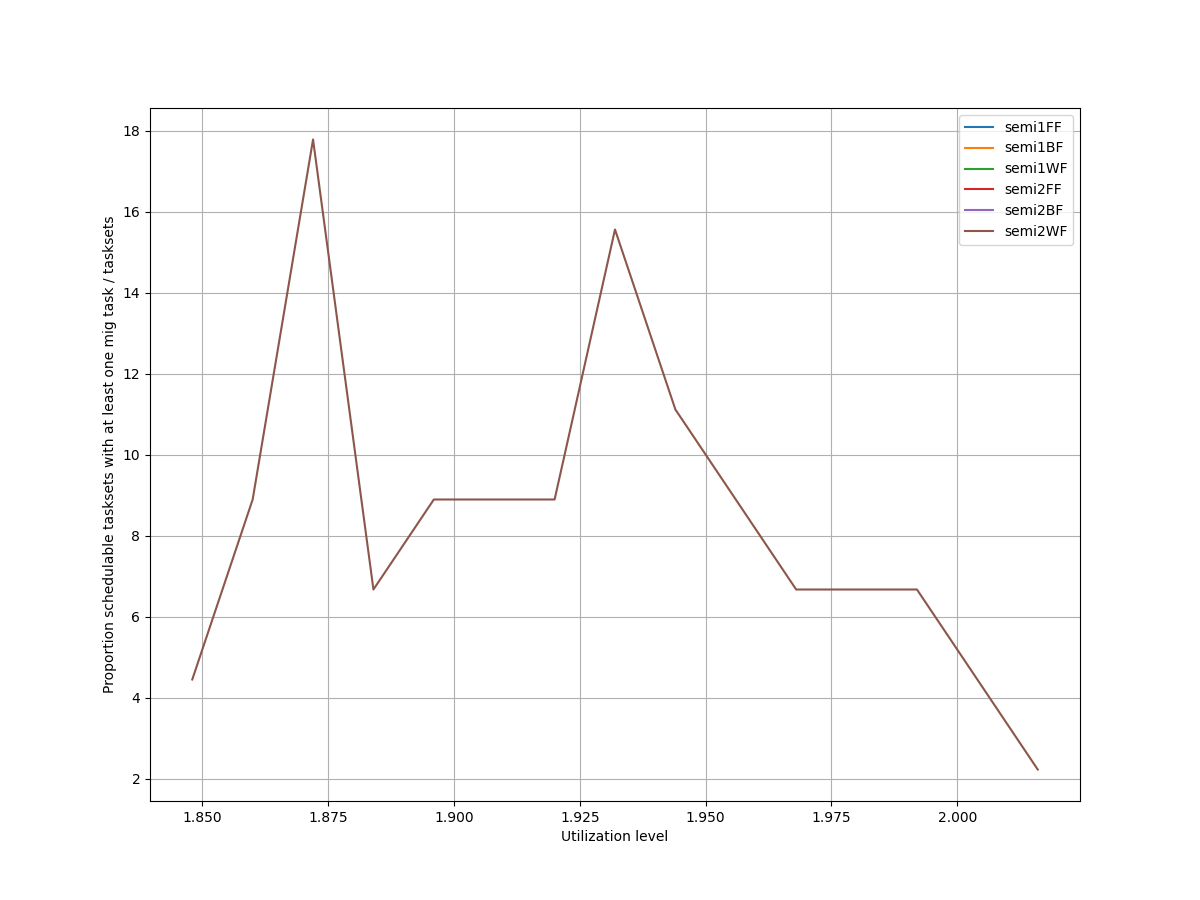 semi1FF
semi1BF
semi1WF
semi2FF
semi2BF
semi2WF
18
16
14
12
10
8
6
4
2
Proportion schedulable tasksets with at least one mig task / tasksets
1.850
1.875
1.900
1.925
1.950
1.975
2.000
Utilization level